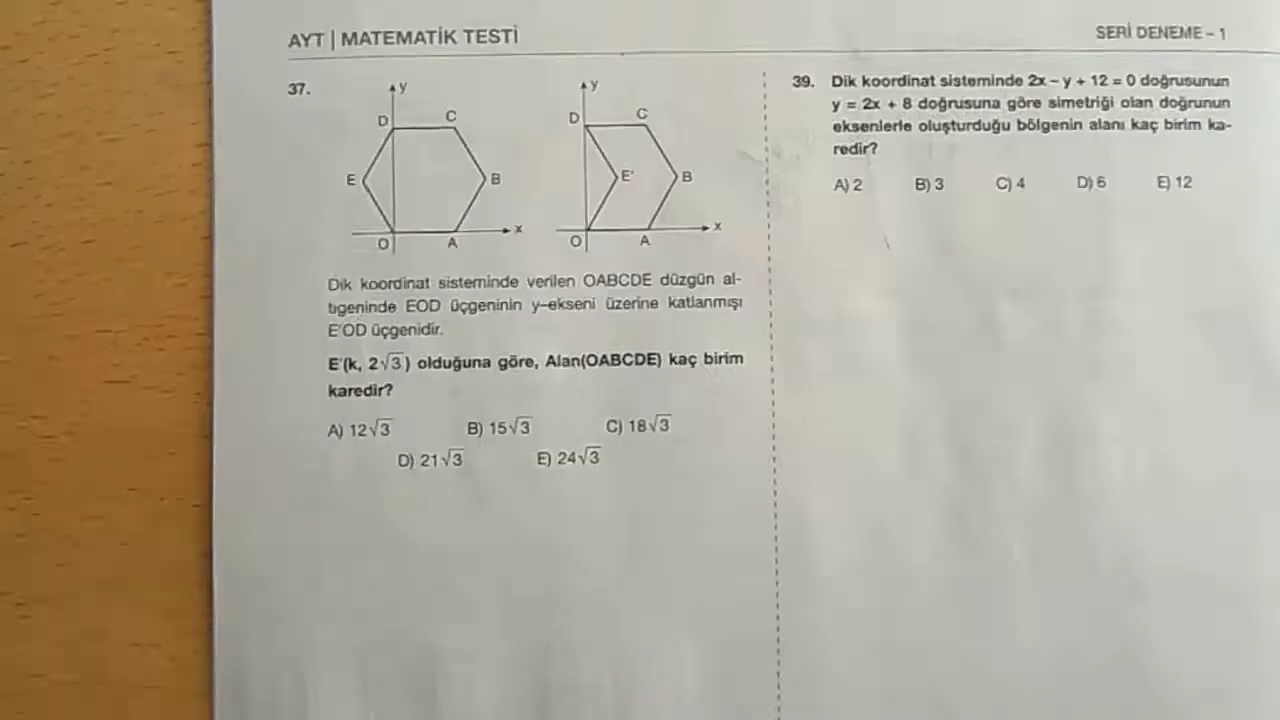 AYT | MATEMATİK TESTİ
SERİ DENEME – 1
37.
y
D
C
E
B
x
O
A
y
D
C
E'
B
x
O
A
Dik koordinat sisteminde verilen OABCDE düzgün al-
tıgeninde EOD üçgeninin y–ekseni üzerine katlanmışı
E'OD üçgenidir.
E'(k, 2√3) olduğuna göre, Alan(OABCDE) kaç birim
karedir?
A) 12√3 B) 15√3 C) 18√3
D) 21√3 E) 24√3
39. Dik koordinat sisteminde 2x – y + 12 = 0 doğrusunun
y = 2x + 8 doğrusuna göre simetriği olan doğrunun
eksenlerle oluşturduğu bölgenin alanı kaç birim ka-
redir?
A) 2 B) 3 C) 4 D) 6 E) 12